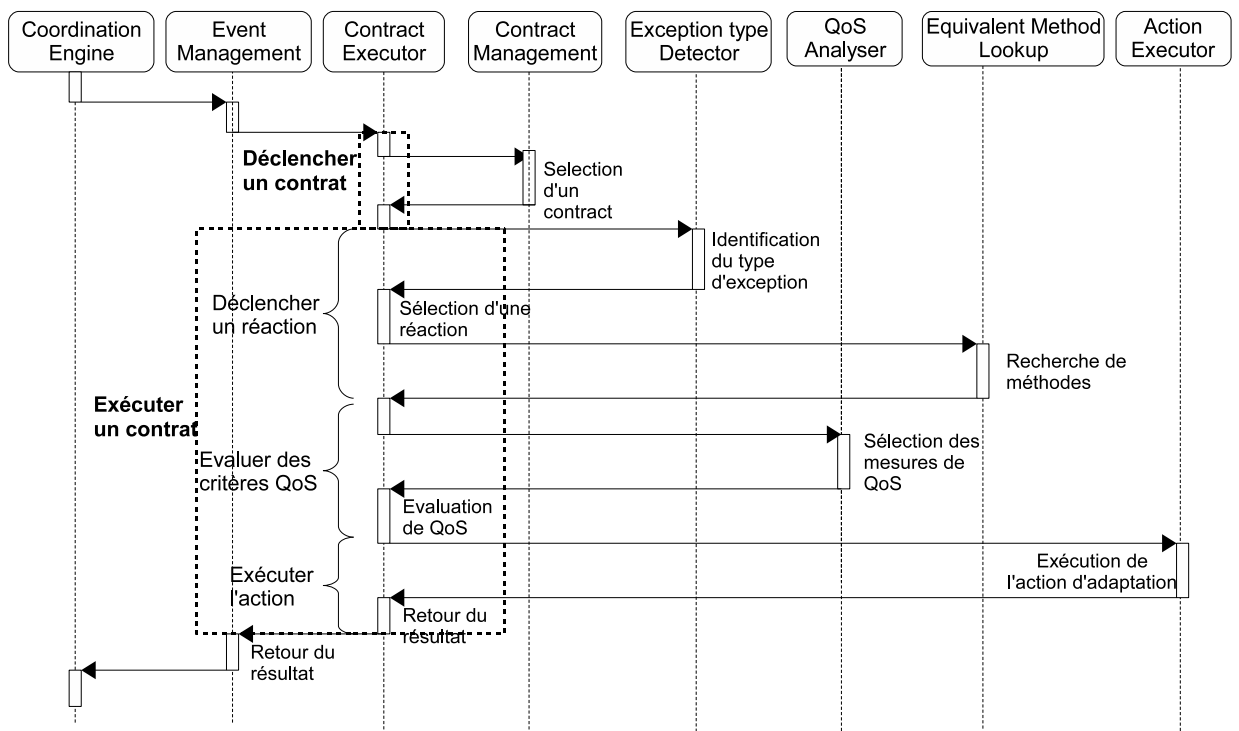 Coordination
Engine
Event
Management
Contract
Executor
Contract
Management
Exception type
Detector
QoS
Analyser
Equivalent Method
Lookup
Action
Executor
Déclencher
un contrat
Selection
d'un
contract
Identification
du type
d'exception
Déclencher
un réaction
Sélection d'une
réaction
Recherche de
méthodes
Exécuter
un contrat
Evaluer des
critères QoS
Sélection des
mesures de
QoS
Evaluation
de QoS
Exécuter
l'action
Exécution de
l'action d'adaptation
Retour du
résultat
Retour du
résultat